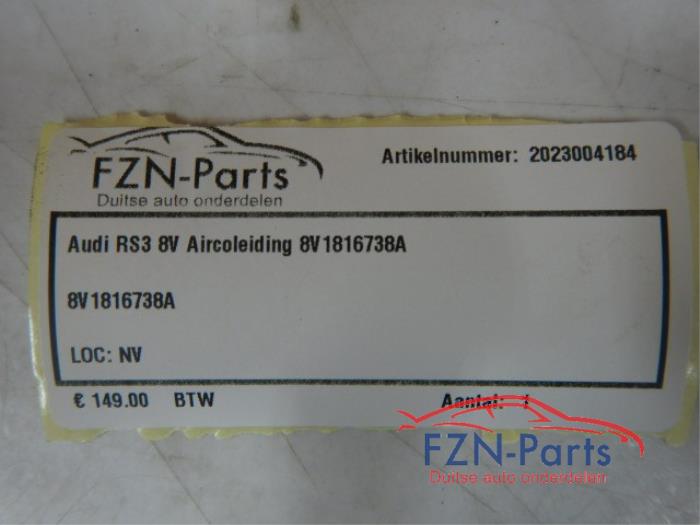 FZN-Parts
Duitse auto onderdelen
Artikelnummer: 2023004184
Audi RS3 8V Aircoleiding 8V1816738A
8V1816738A
LOC: NV
€ 149.00 BTW
Aantal: 1
FZN-Parts
Duitse auto onderdelen